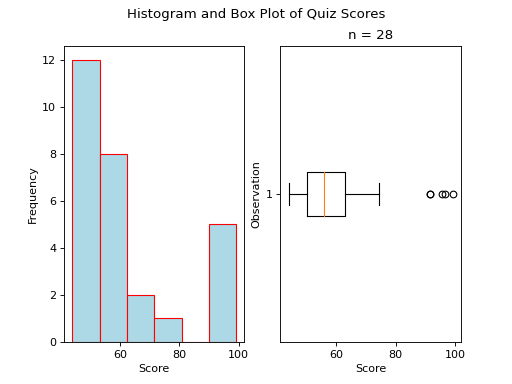 Histogram and Box Plot of Quiz Scores
n = 28
12
10
8
6
4
2
0
Frequency
60
80
100
Score
Observation
1
60
80
100
Score